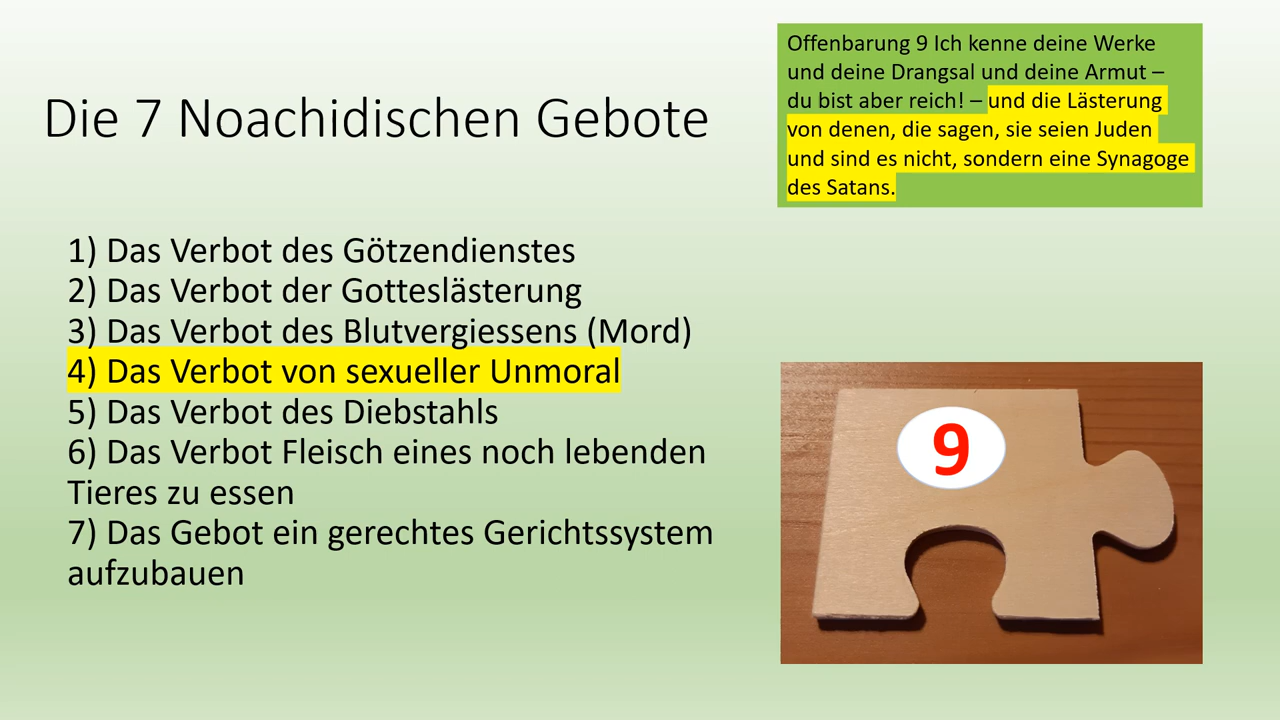 Die 7 Noachidischen Gebote
Offenbarung 9 Ich kenne deine Werke
und deine Drangsal und deine Armut –
du bist aber reich! – und die Lästerung
von denen, die sagen, sie seien Juden
und sind es nicht, sondern eine Synagoge
des Satans.
1) Das Verbot des Götzendienstes
2) Das Verbot der Gotteslästerung
3) Das Verbot des Blutvergiessens (Mord)
4) Das Verbot von sexueller Unmoral
5) Das Verbot des Diebstahls
6) Das Verbot Fleisch eines noch lebenden
Tieres zu essen
7) Das Gebot ein gerechtes Gerichtssystem
aufzubauen
9